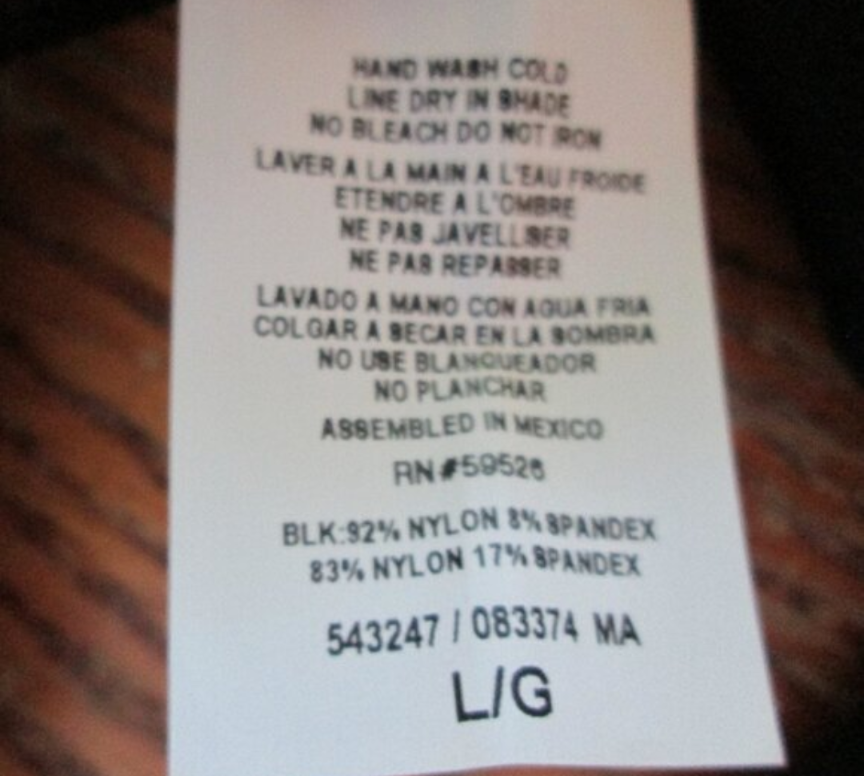 HAND WASH COLD
LINE DRY IN SHADE
NO BLEACH DO NOT IRON
LAVER A LA MAIN A L'EAU FROIDE
ETENDRE A L'OMBRE
NE PAS JAVELLISER
NE PAS REPASSER
LAVADO A MANO CON AGUA FRIA
COLGAR A SECAR EN LA SOMBRA
NO USE BLANQUEADOR
NO PLANCHAR
ASSEMBLED IN MEXICO
RN#59526
BLK:92% NYLON 8% SPANDEX
83% NYLON 17% SPANDEX
543247 / 083374 MA
L/G